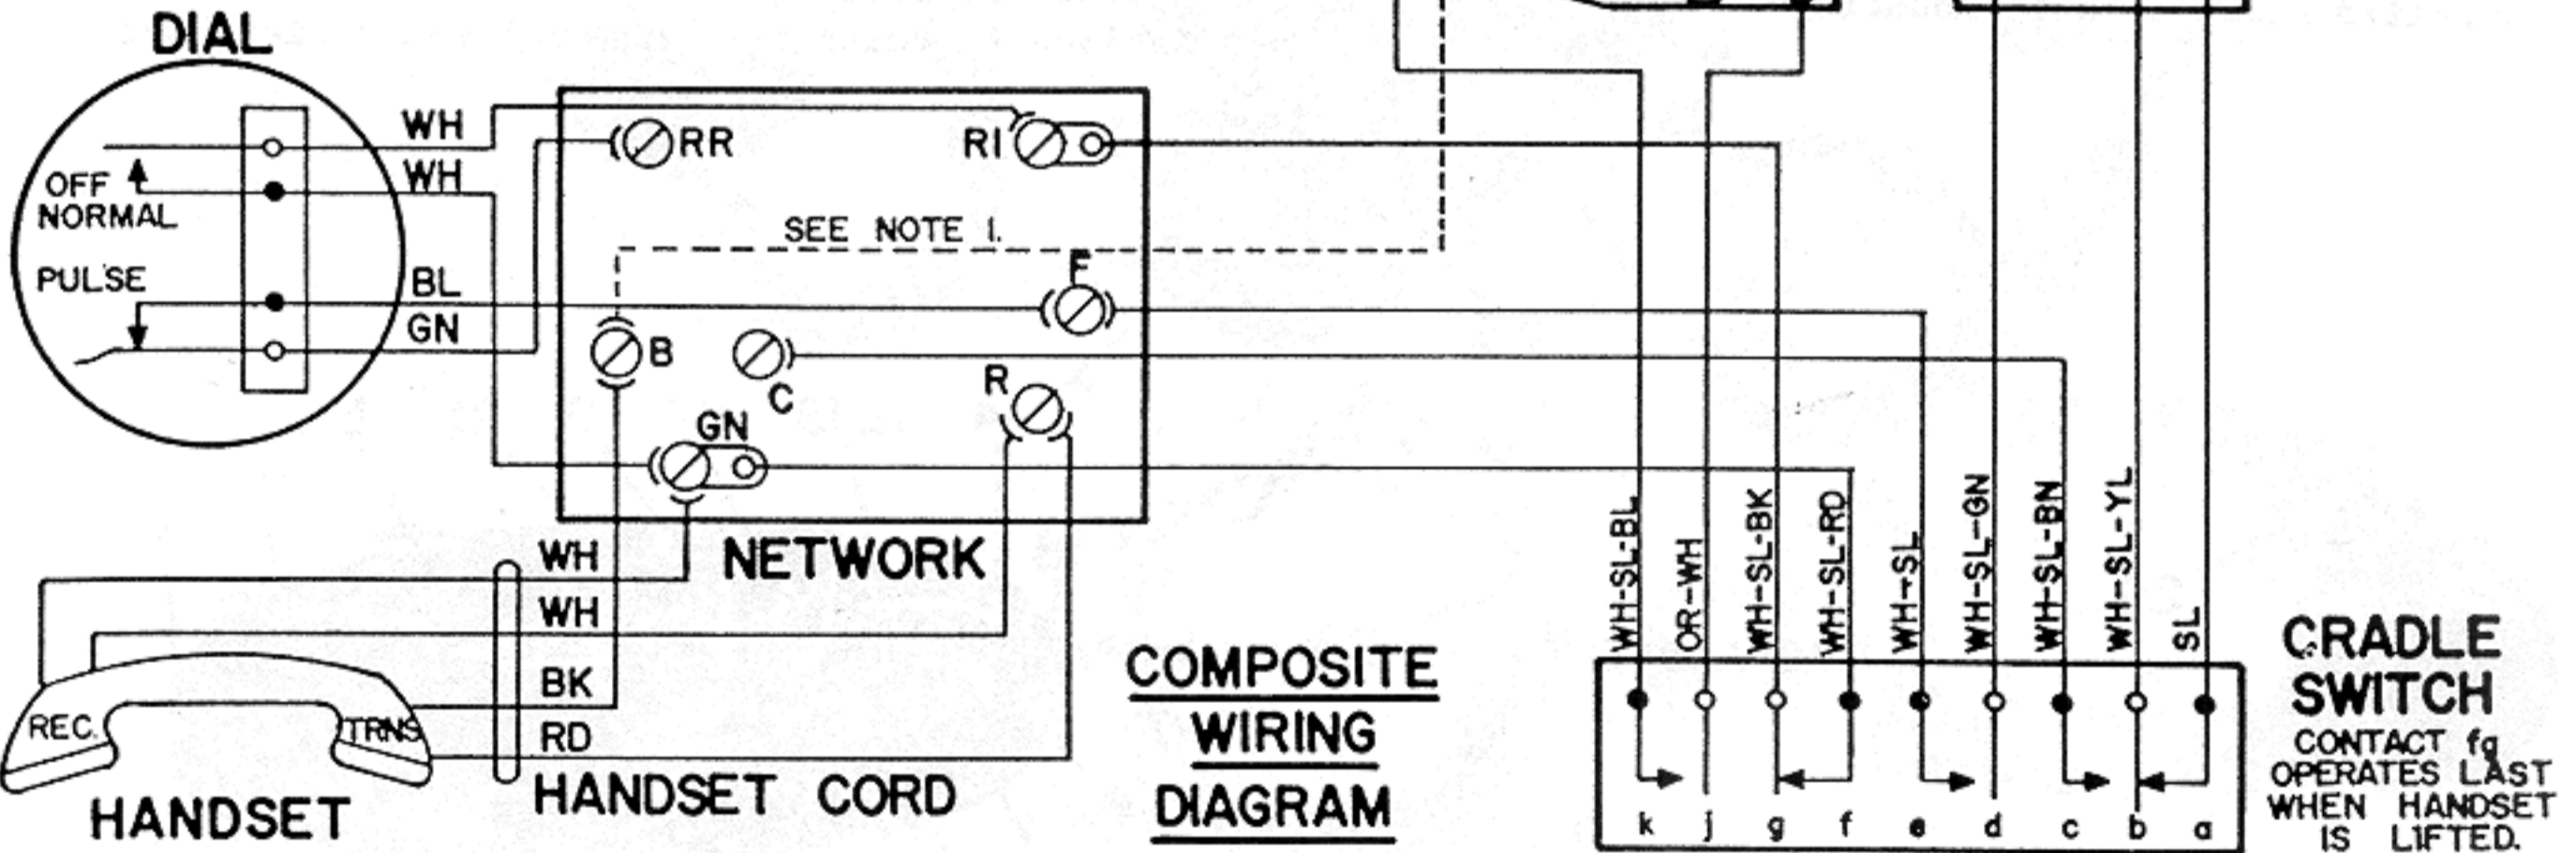 DIAL
WH
WH
OFF
NORMAL
PULSE
BL
GN
RR
RI
SEE NOTE 1.
F
B
C
R
GN
NETWORK
WH
WH
BK
RD
REC.
TRNS
HANDSET
HANDSET CORD
COMPOSITE
WIRING
DIAGRAM
WH-SL-BL
OR-WH
WH-SL-BK
WH-SL-RD
WH-SL
WH-SL-GN
WH-SL-BN
WH-SL-YL
SL
k j g f e d c b a
CRADLE
SWITCH
CONTACT fg
OPERATES LAST
WHEN HANDSET
IS LIFTED.